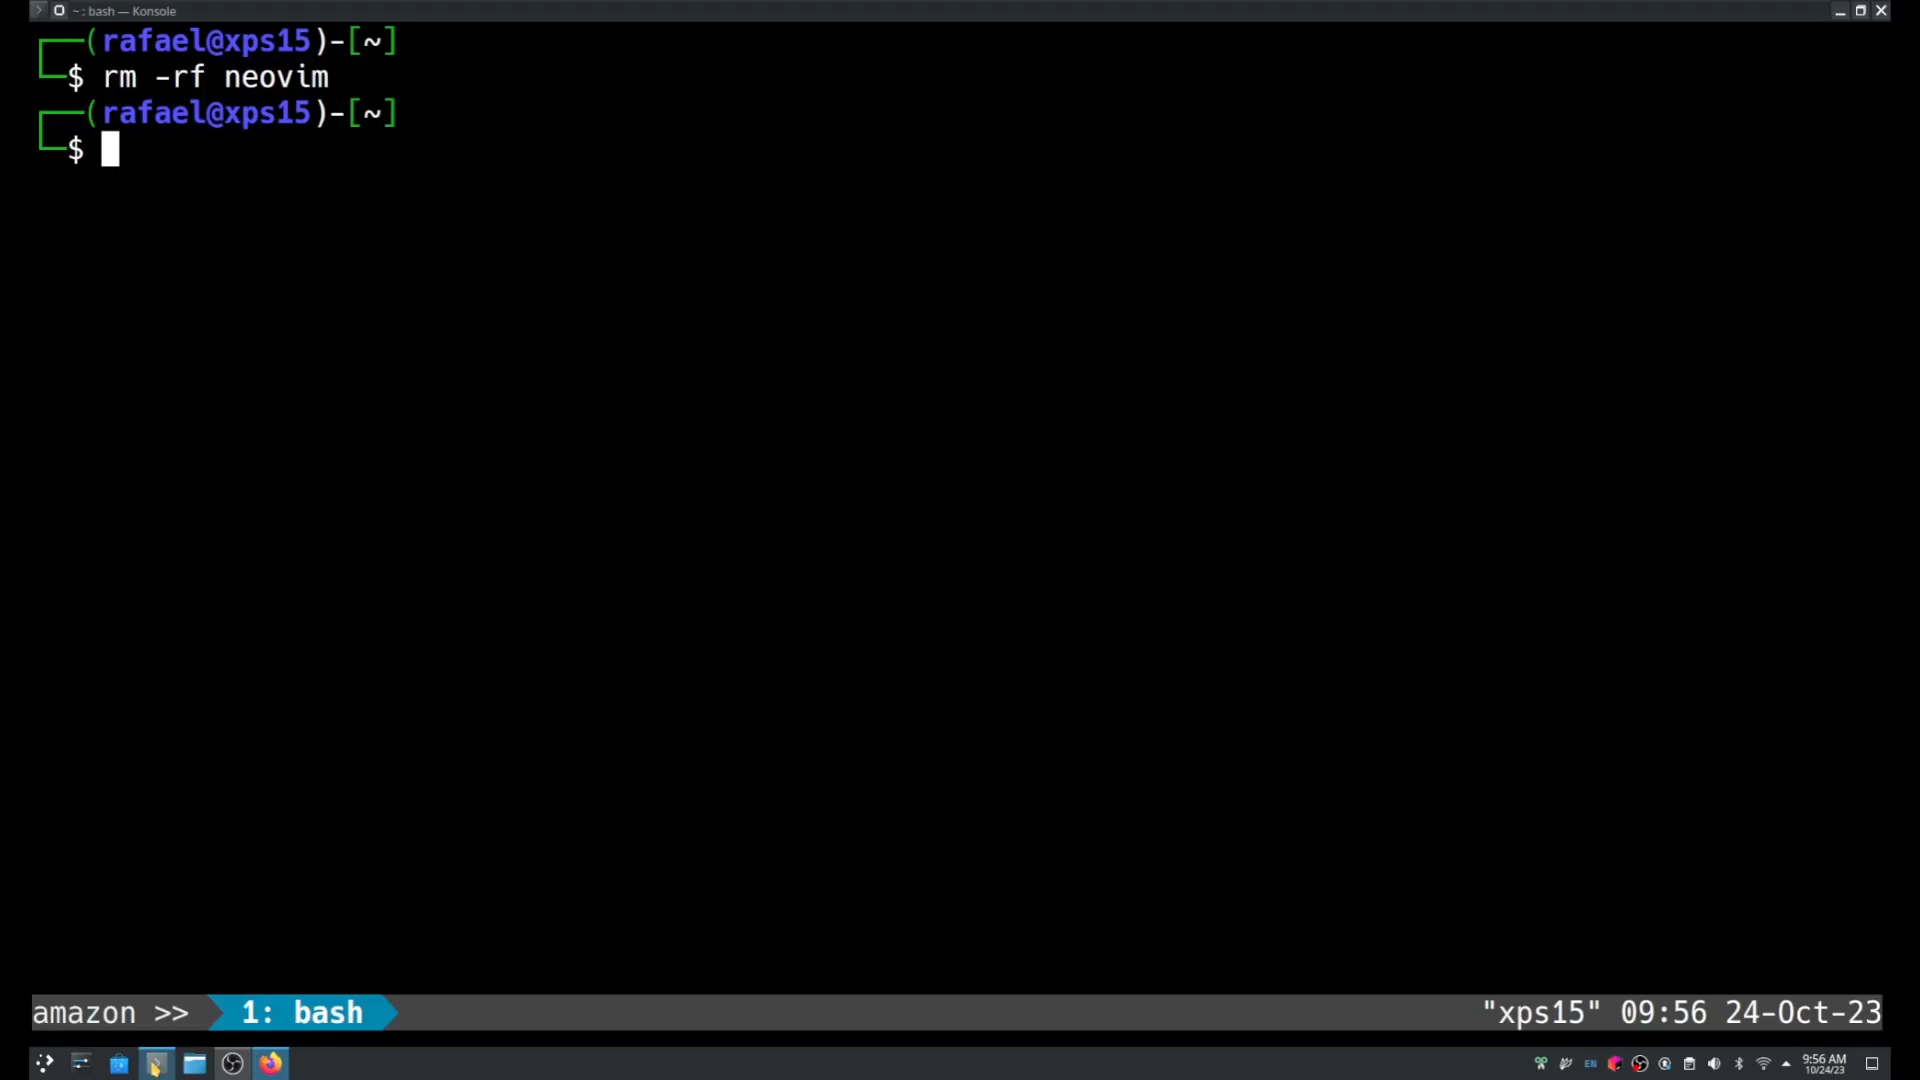 ~ : bash — Konsole
(rafael@xps15)-[~]
$ rm -rf neovim
(rafael@xps15)-[~]
$
amazon >> 1: bash "xps15" 09:56 24-Oct-23
EN 9:56 AM
10/24/23